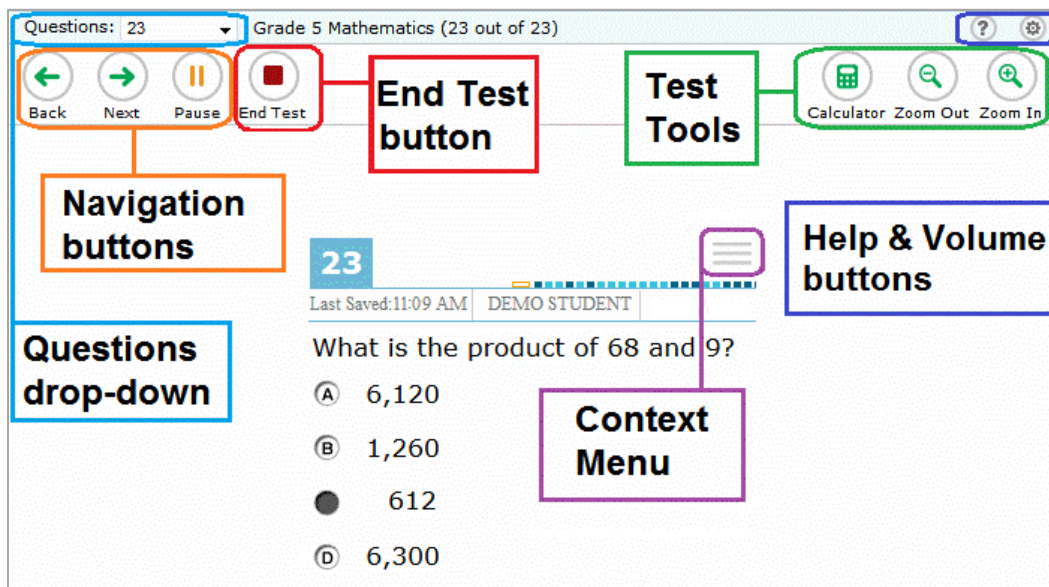 Questions: 23 Grade 5 Mathematics (23 out of 23) ?
Back Next Pause End Test
End Test
button
Test
Tools
Calculator Zoom Out Zoom In
Navigation
buttons
Help & Volume
buttons
23
Last Saved:11:09 AM DEMO STUDENT
Questions
drop-down
What is the product of 68 and 9?
A 6,120
B 1,260
612
D 6,300
Context
Menu